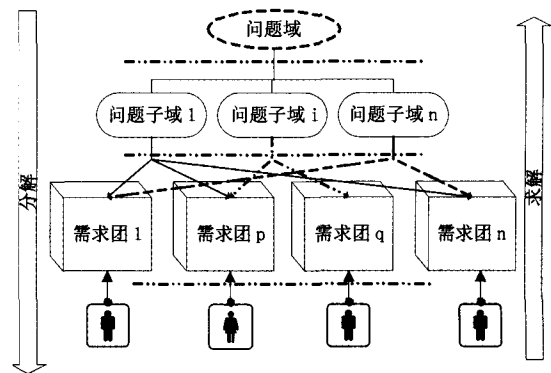 问题域
问题子域 1
问题子域 i
问题子域 n
分解
求解
需求团 1
需求团 p
需求团 q
需求团 n